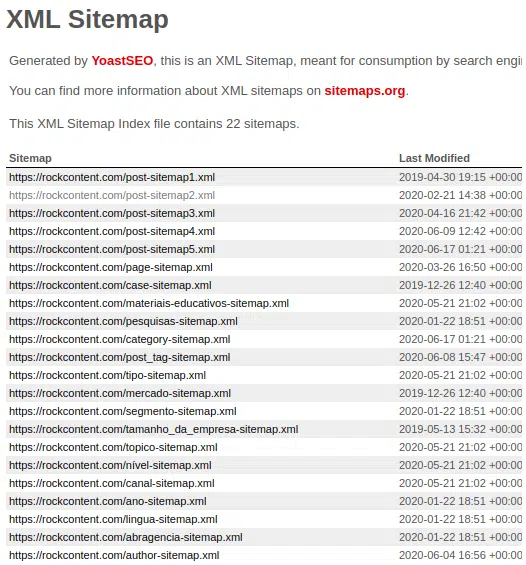 XML Sitemap
Generated by YoastSEO, this is an XML Sitemap, meant for consumption by search engi
You can find more information about XML sitemaps on sitemaps.org.
This XML Sitemap Index file contains 22 sitemaps.
Sitemap Last Modified
https://rockcontent.com/post-sitemap1.xml 2019-04-30 19:15 +00:00
https://rockcontent.com/post-sitemap2.xml 2020-02-21 14:38 +00:00
https://rockcontent.com/post-sitemap3.xml 2020-04-16 21:42 +00:00
https://rockcontent.com/post-sitemap4.xml 2020-06-09 12:42 +00:00
https://rockcontent.com/post-sitemap5.xml 2020-06-17 01:21 +00:00
https://rockcontent.com/page-sitemap.xml 2020-03-26 16:50 +00:00
https://rockcontent.com/case-sitemap.xml 2019-12-26 12:40 +00:00
https://rockcontent.com/materiais-educativos-sitemap.xml 2020-05-21 21:02 +00:00
https://rockcontent.com/pesquisas-sitemap.xml 2020-01-22 18:51 +00:00
https://rockcontent.com/category-sitemap.xml 2020-06-17 01:21 +00:00
https://rockcontent.com/post_tag-sitemap.xml 2020-06-08 15:47 +00:00
https://rockcontent.com/tipo-sitemap.xml 2020-05-21 21:02 +00:00
https://rockcontent.com/mercado-sitemap.xml 2019-12-26 12:40 +00:00
https://rockcontent.com/segmento-sitemap.xml 2020-01-22 18:51 +00:00
https://rockcontent.com/tamanho_da_empresa-sitemap.xml 2019-05-13 15:32 +00:00
https://rockcontent.com/topico-sitemap.xml 2020-05-21 21:02 +00:00
https://rockcontent.com/nível-sitemap.xml 2020-05-21 21:02 +00:00
https://rockcontent.com/canal-sitemap.xml 2020-05-21 21:02 +00:00
https://rockcontent.com/ano-sitemap.xml 2020-01-22 18:51 +00:00
https://rockcontent.com/lingua-sitemap.xml 2020-01-22 18:51 +00:00
https://rockcontent.com/abragencia-sitemap.xml 2020-01-22 18:51 +00:00
https://rockcontent.com/author-sitemap.xml 2020-06-04 16:56 +00:00